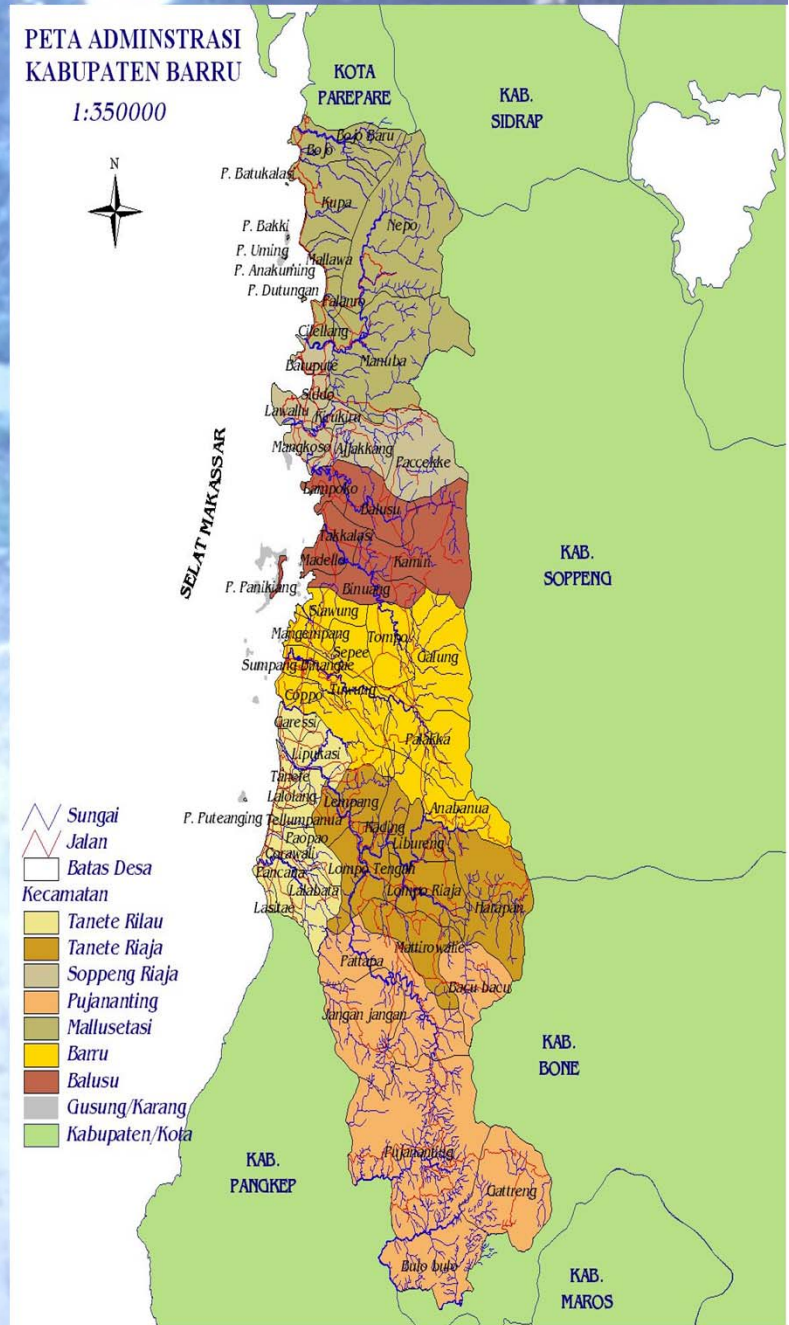 PETA ADMINSTRASI
KABUPATEN BARRU
1:350000
N
KOTA
PAREPARE
KAB.
SIDRAP
Bojo Baru
Bojo
P. Batukalasi
Kupa
Nepo
P. Bakki
P. Uming
Mallawa
P. Anakuming
P. Dutungan
Palanro
Cilellang
Manuba
Batupute
Siddo
Lawallu
Kirukiru
Mangkoso
Ajjakkang
Paccekke
SELAT MAKASSAR
Lampoko
Balusu
Takkalasi
Madello
Kamiri
P. Panikiang
Binuang
KAB.
SOPPENG
Siawung
Mangempang
Tompo
Sepee
Galung
Sumpang Binangae
Tuwung
Coppo
Garessi
Palakka
Lipukasi
Tanete
Lalolang
Lempang
Anabanua
P. Puteanging
Tellumpanua
Kading
Paopao
Libureng
Corawali
Pancana
Lompo Tengah
Lalabata
Lompo Riaja
Harapan
Lasitae
Mattirowalie
Pattapa
Bacu bacu
Jangan jangan
KAB.
BONE
Pujananting
Gattreng
KAB.
PANGKEP
Bulo bulo
KAB.
MAROS
Sungai
Jalan
Batas Desa
Kecamatan
Tanete Rilau
Tanete Riaja
Soppeng Riaja
Pujananting
Mallusetasi
Barru
Balusu
Gusung/Karang
Kabupaten/Kota